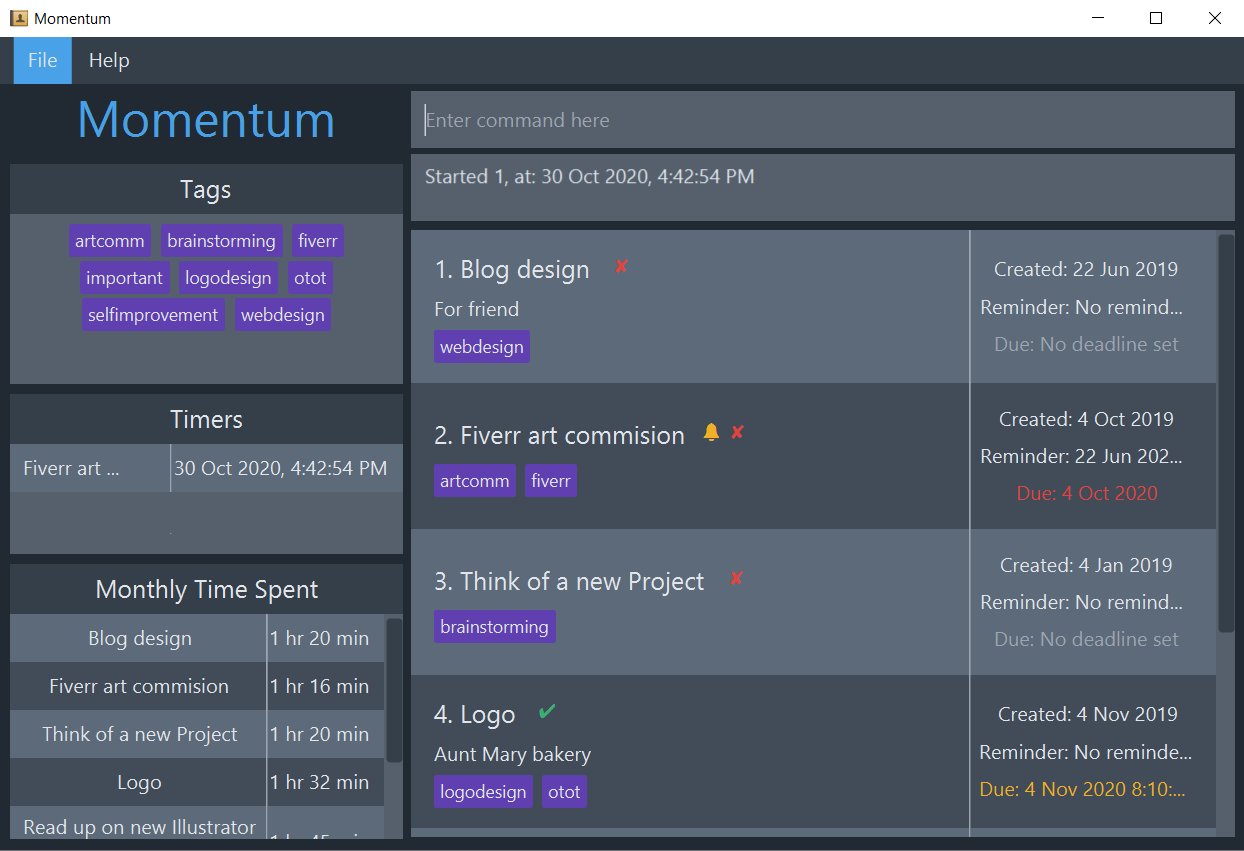 Momentum
File Help
Momentum
Tags
artcomm brainstorming fiverr
important logodesign otot
selfimprovement webdesign
Timers
Fiverr art ... 30 Oct 2020, 4:42:54 PM
Monthly Time Spent
Blog design 1 hr 20 min
Fiverr art commision 1 hr 16 min
Think of a new Project 1 hr 20 min
Logo 1 hr 32 min
Read up on new Illustrator
Enter command here
Started 1, at: 30 Oct 2020, 4:42:54 PM
1. Blog design ✘
For friend
webdesign
Created: 22 Jun 2019
Reminder: No remind...
Due: No deadline set
2. Fiverr art commision 🔔 ✘
artcomm fiverr
Created: 4 Oct 2019
Reminder: 22 Jun 202...
Due: 4 Oct 2020
3. Think of a new Project ✘
brainstorming
Created: 4 Jan 2019
Reminder: No remind...
Due: No deadline set
4. Logo ✔
Aunt Mary bakery
logodesign otot
Created: 4 Nov 2019
Reminder: No reminde...
Due: 4 Nov 2020 8:10:...